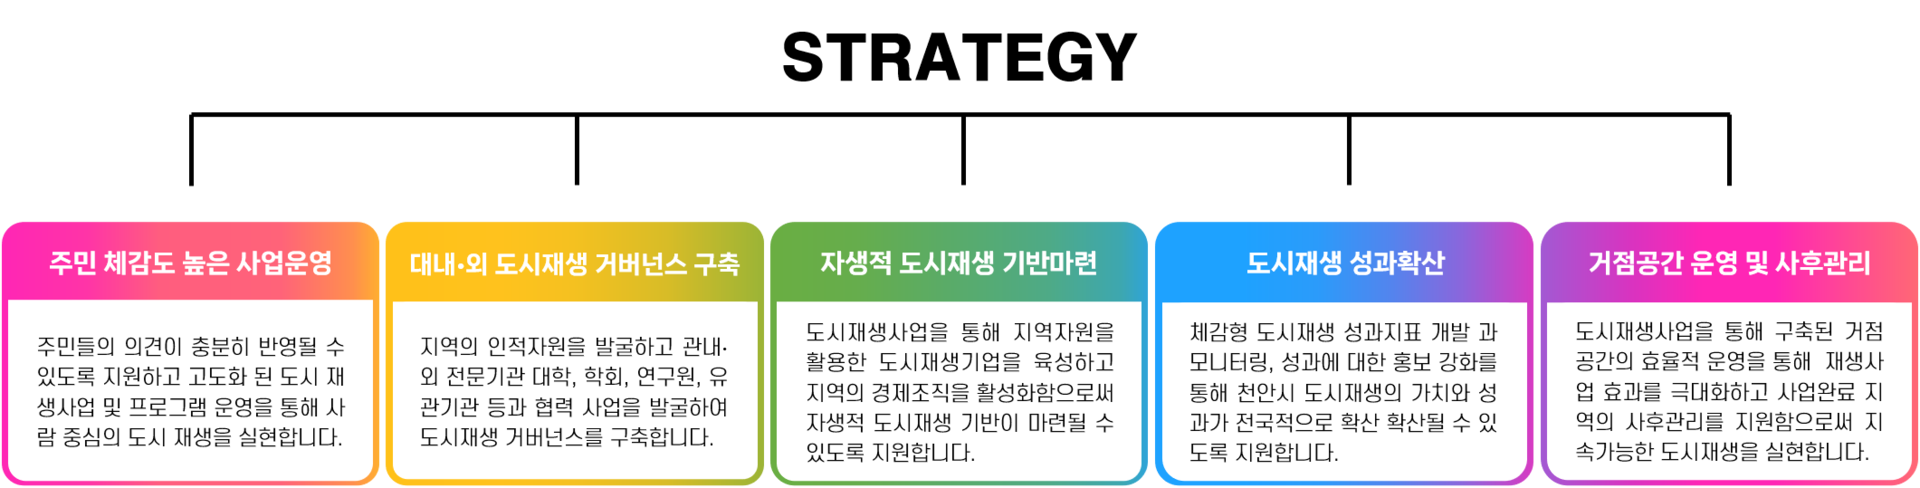 STRATEGY
주민 체감도 높은 사업운영
주민들의 의견이 충분히 반영될 수
있도록 지원하고 고도화 된 도시 재
생사업 및 프로그램 운영을 통해 사
람 중심의 도시 재생을 실현합니다.
대내·외 도시재생 거버넌스 구축
지역의 인적자원을 발굴하고 관내·
외 전문기관 대학, 학회, 연구원, 유
관기관 등과 협력 사업을 발굴하여
도시재생 거버넌스를 구축합니다.
자생적 도시재생 기반마련
도시재생사업을 통해 지역자원을
활용한 도시재생기업을 육성하고
지역의 경제조직을 활성화함으로써
자생적 도시재생 기반이 마련될 수
있도록 지원합니다.
도시재생 성과확산
체감형 도시재생 성과지표 개발 과
모니터링, 성과에 대한 홍보 강화를
통해 천안시 도시재생의 가치와 성
과가 전국적으로 확산 확산될 수 있
도록 지원합니다.
거점공간 운영 및 사후관리
도시재생사업을 통해 구축된 거점
공간의 효율적 운영을 통해 재생사
업 효과를 극대화하고 사업완료 지
역의 사후관리를 지원함으로써 지
속가능한 도시재생을 실현합니다.